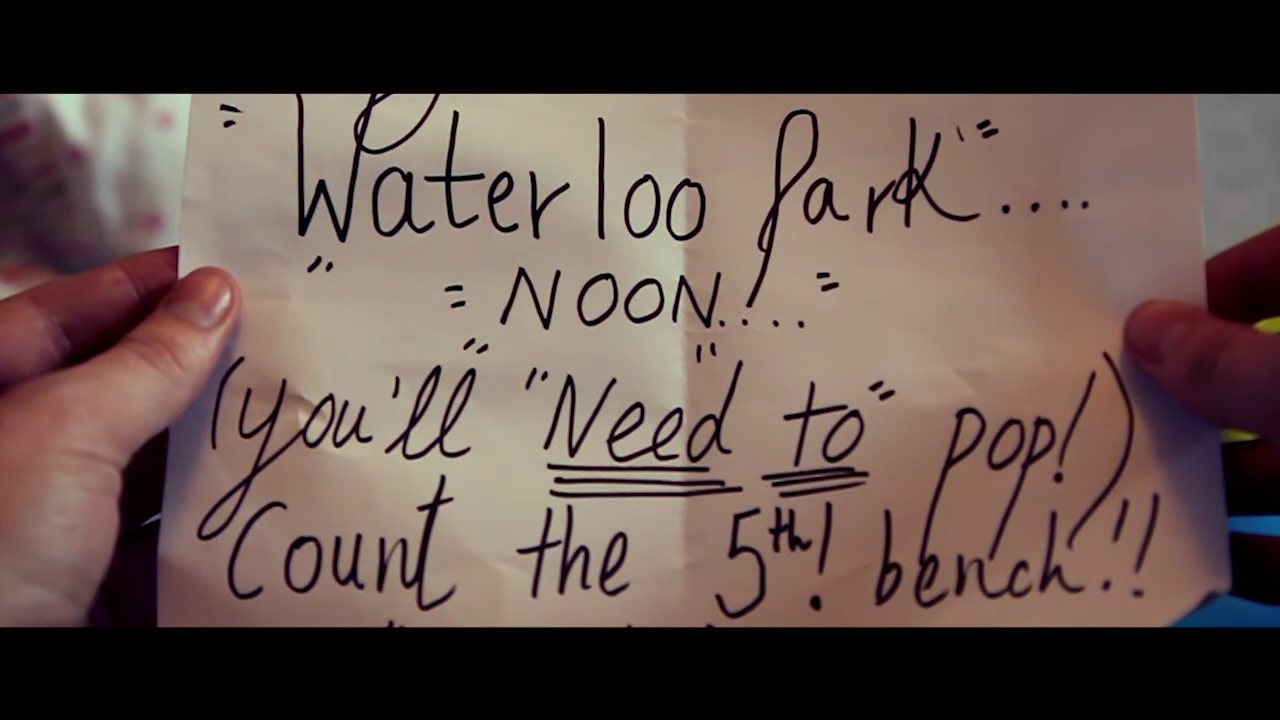 Waterloo Park....
NOON!....
(you'll "Need to" pop!)
Count the 5th! bench!!!